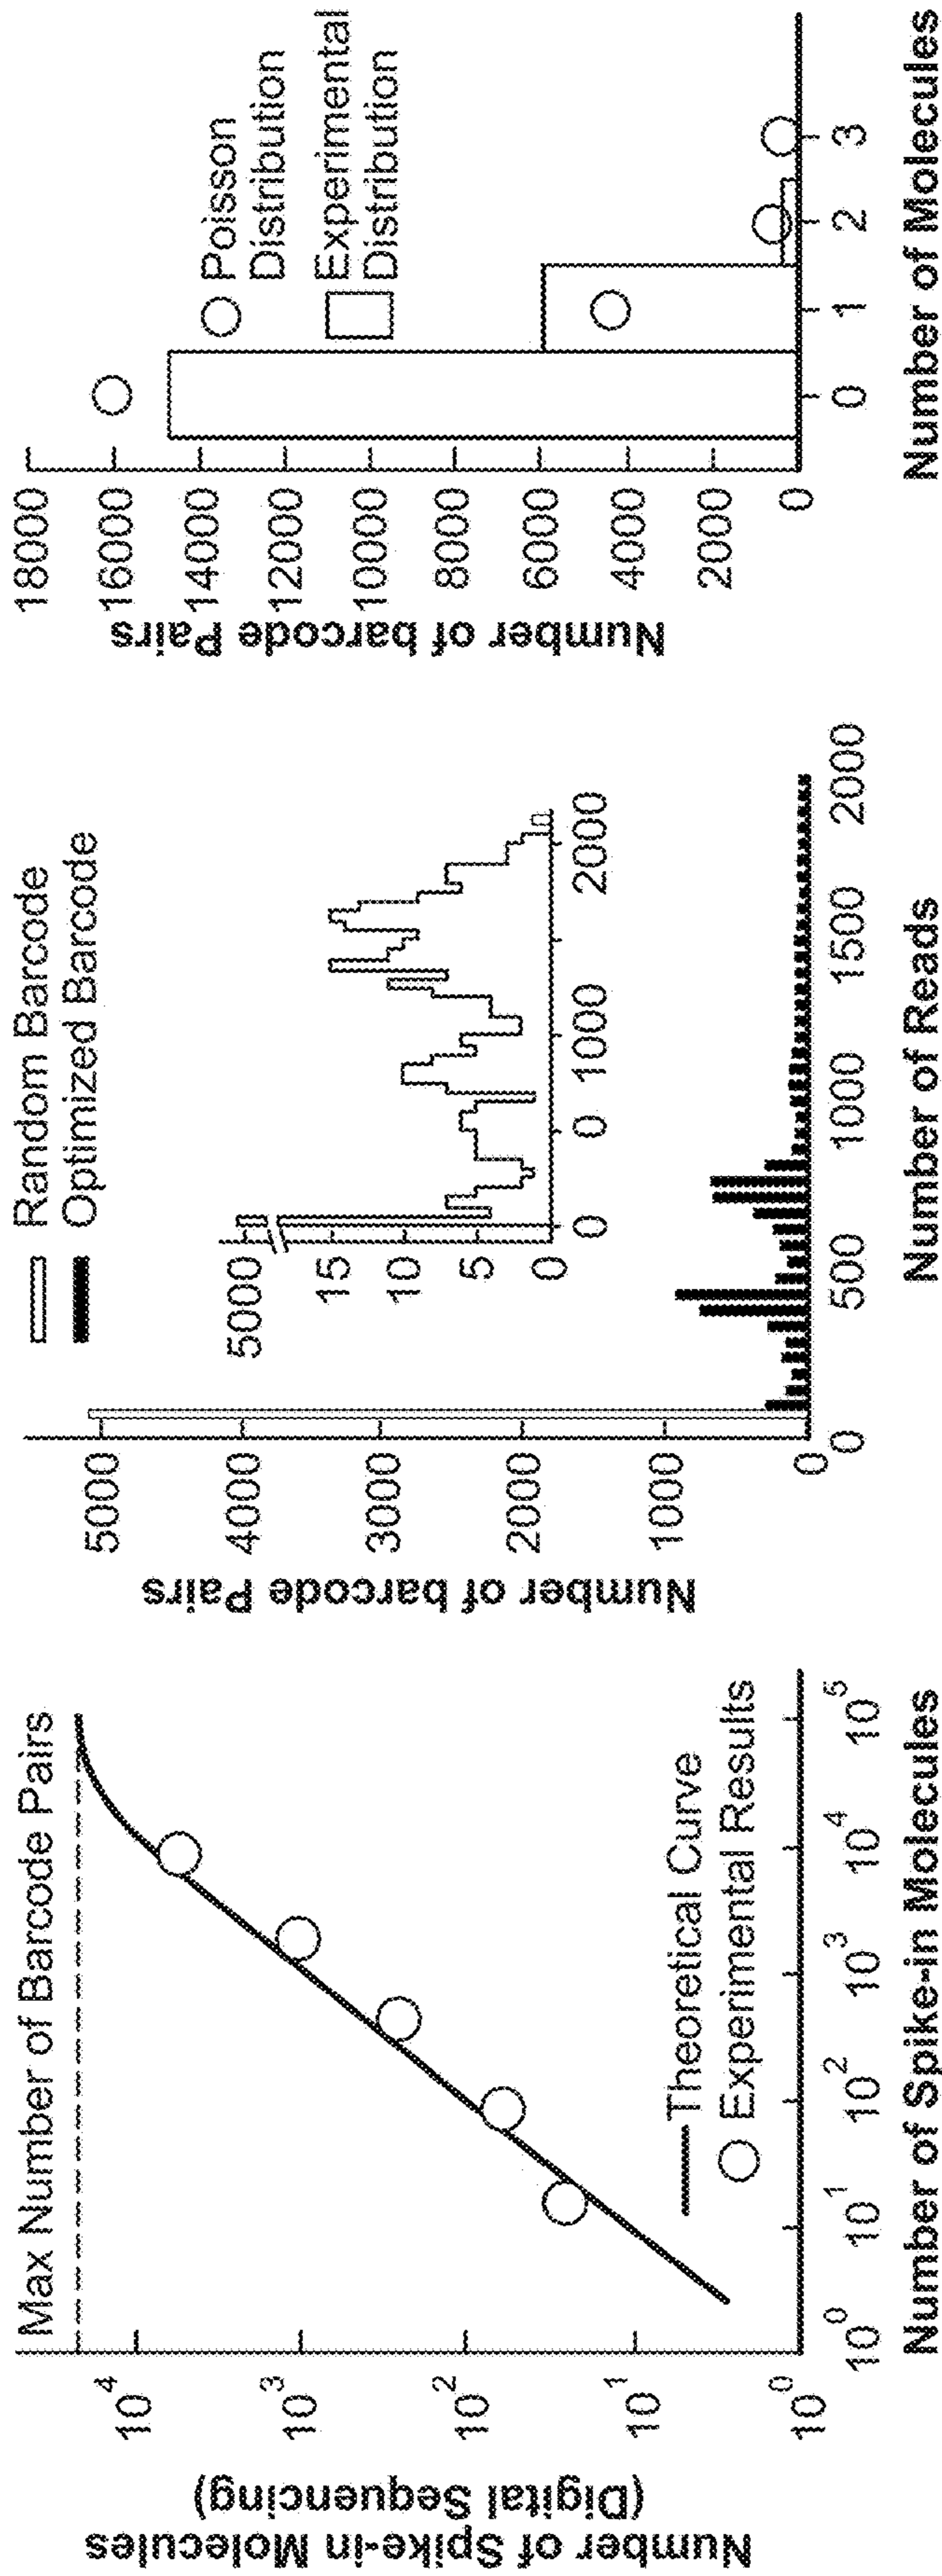 Max Number of Barcode Pairs
10^4
10^3
10^2
10^1
10^0
Number of Spike-in Molecules
(Digital Sequencing)
Theoretical Curve
Experimental Results
10^0
10^1
10^2
10^3
10^4
10^5
Number of Spike-in Molecules
Random Barcode
Optimized Barcode
5000
4000
3000
2000
1000
0
Number of barcode Pairs
5000
15
10
5
0
0
0
1000
2000
0
500
1000
1500
2000
Number of Reads
18000
16000
14000
12000
10000
8000
6000
4000
2000
0
Number of barcode Pairs
Poisson
Distribution
Experimental
Distribution
0
1
2
3
Number of Molecules